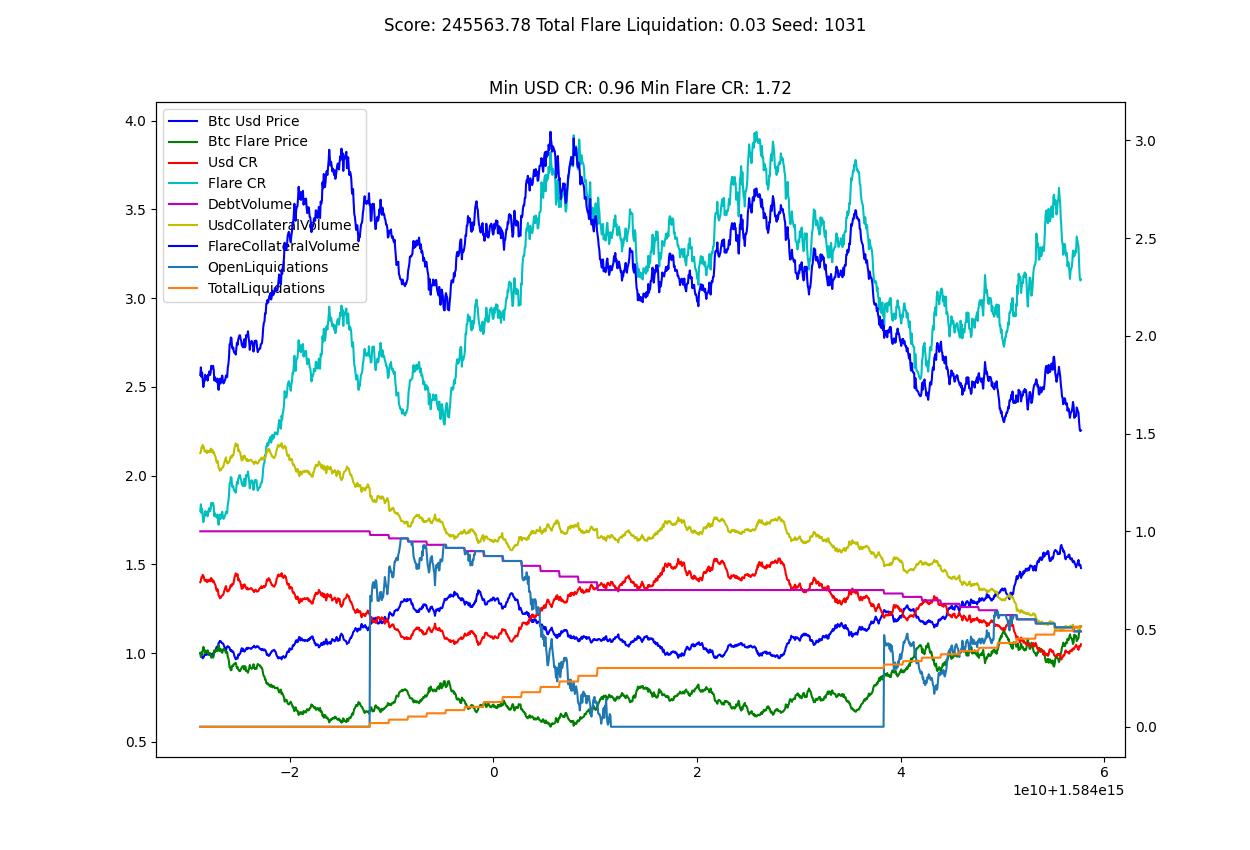 Score: 245563.78 Total Flare Liquidation: 0.03 Seed: 1031
Min USD CR: 0.96 Min Flare CR: 1.72
Btc Usd Price
Btc Flare Price
Usd CR
Flare CR
DebtVolume
UsdCollateralVolume
FlareCollateralVolume
OpenLiquidations
TotalLiquidations
4.0
3.5
3.0
2.5
2.0
1.5
1.0
0.5
3.0
2.5
2.0
1.5
1.0
0.5
0.0
−2 0 2 4 6
1e10+1.584e15